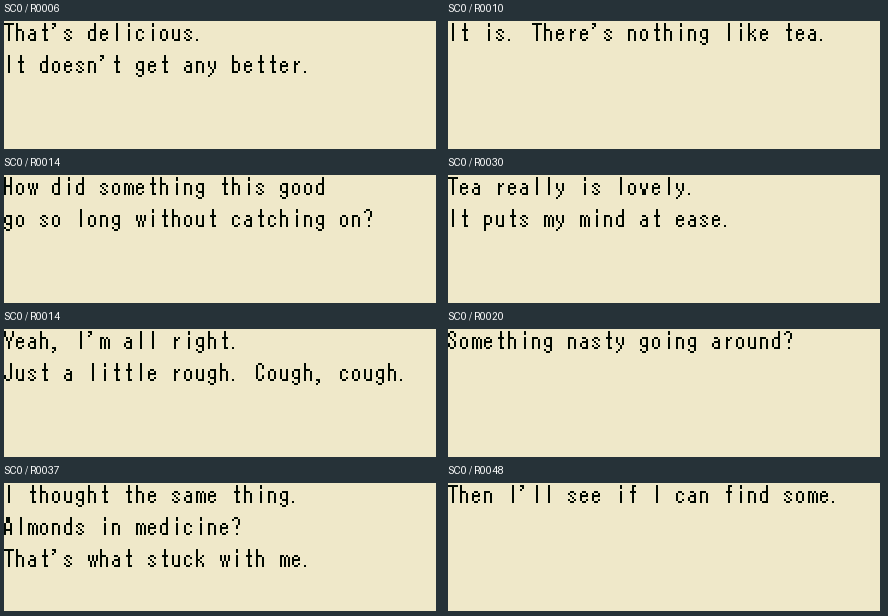 SC0/R0006
That's delicious.
It doesn't get any better.
SC0/R0010
It is. There's nothing like tea.
SC0/R0014
How did something this good
go so long without catching on?
SC0/R0030
Tea really is lovely.
It puts my mind at ease.
SC0/R0014
Yeah, I'm all right.
Just a little rough. Cough, cough.
SC0/R0020
Something nasty going around?
SC0/R0037
I thought the same thing.
Almonds in medicine?
That's what stuck with me.
SC0/R0048
Then I'll see if I can find some.